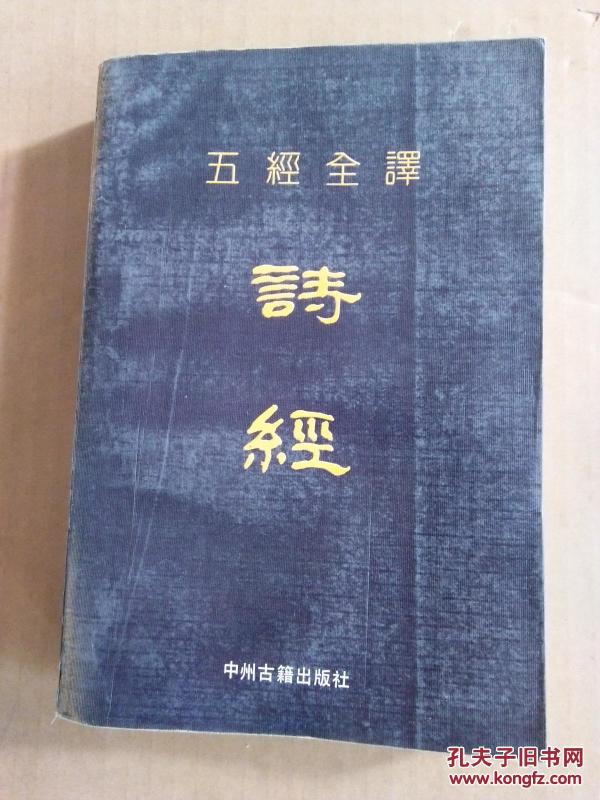 五經全譯
詩
經
中州古籍出版社
孔夫子旧书网
www.kongfz.com